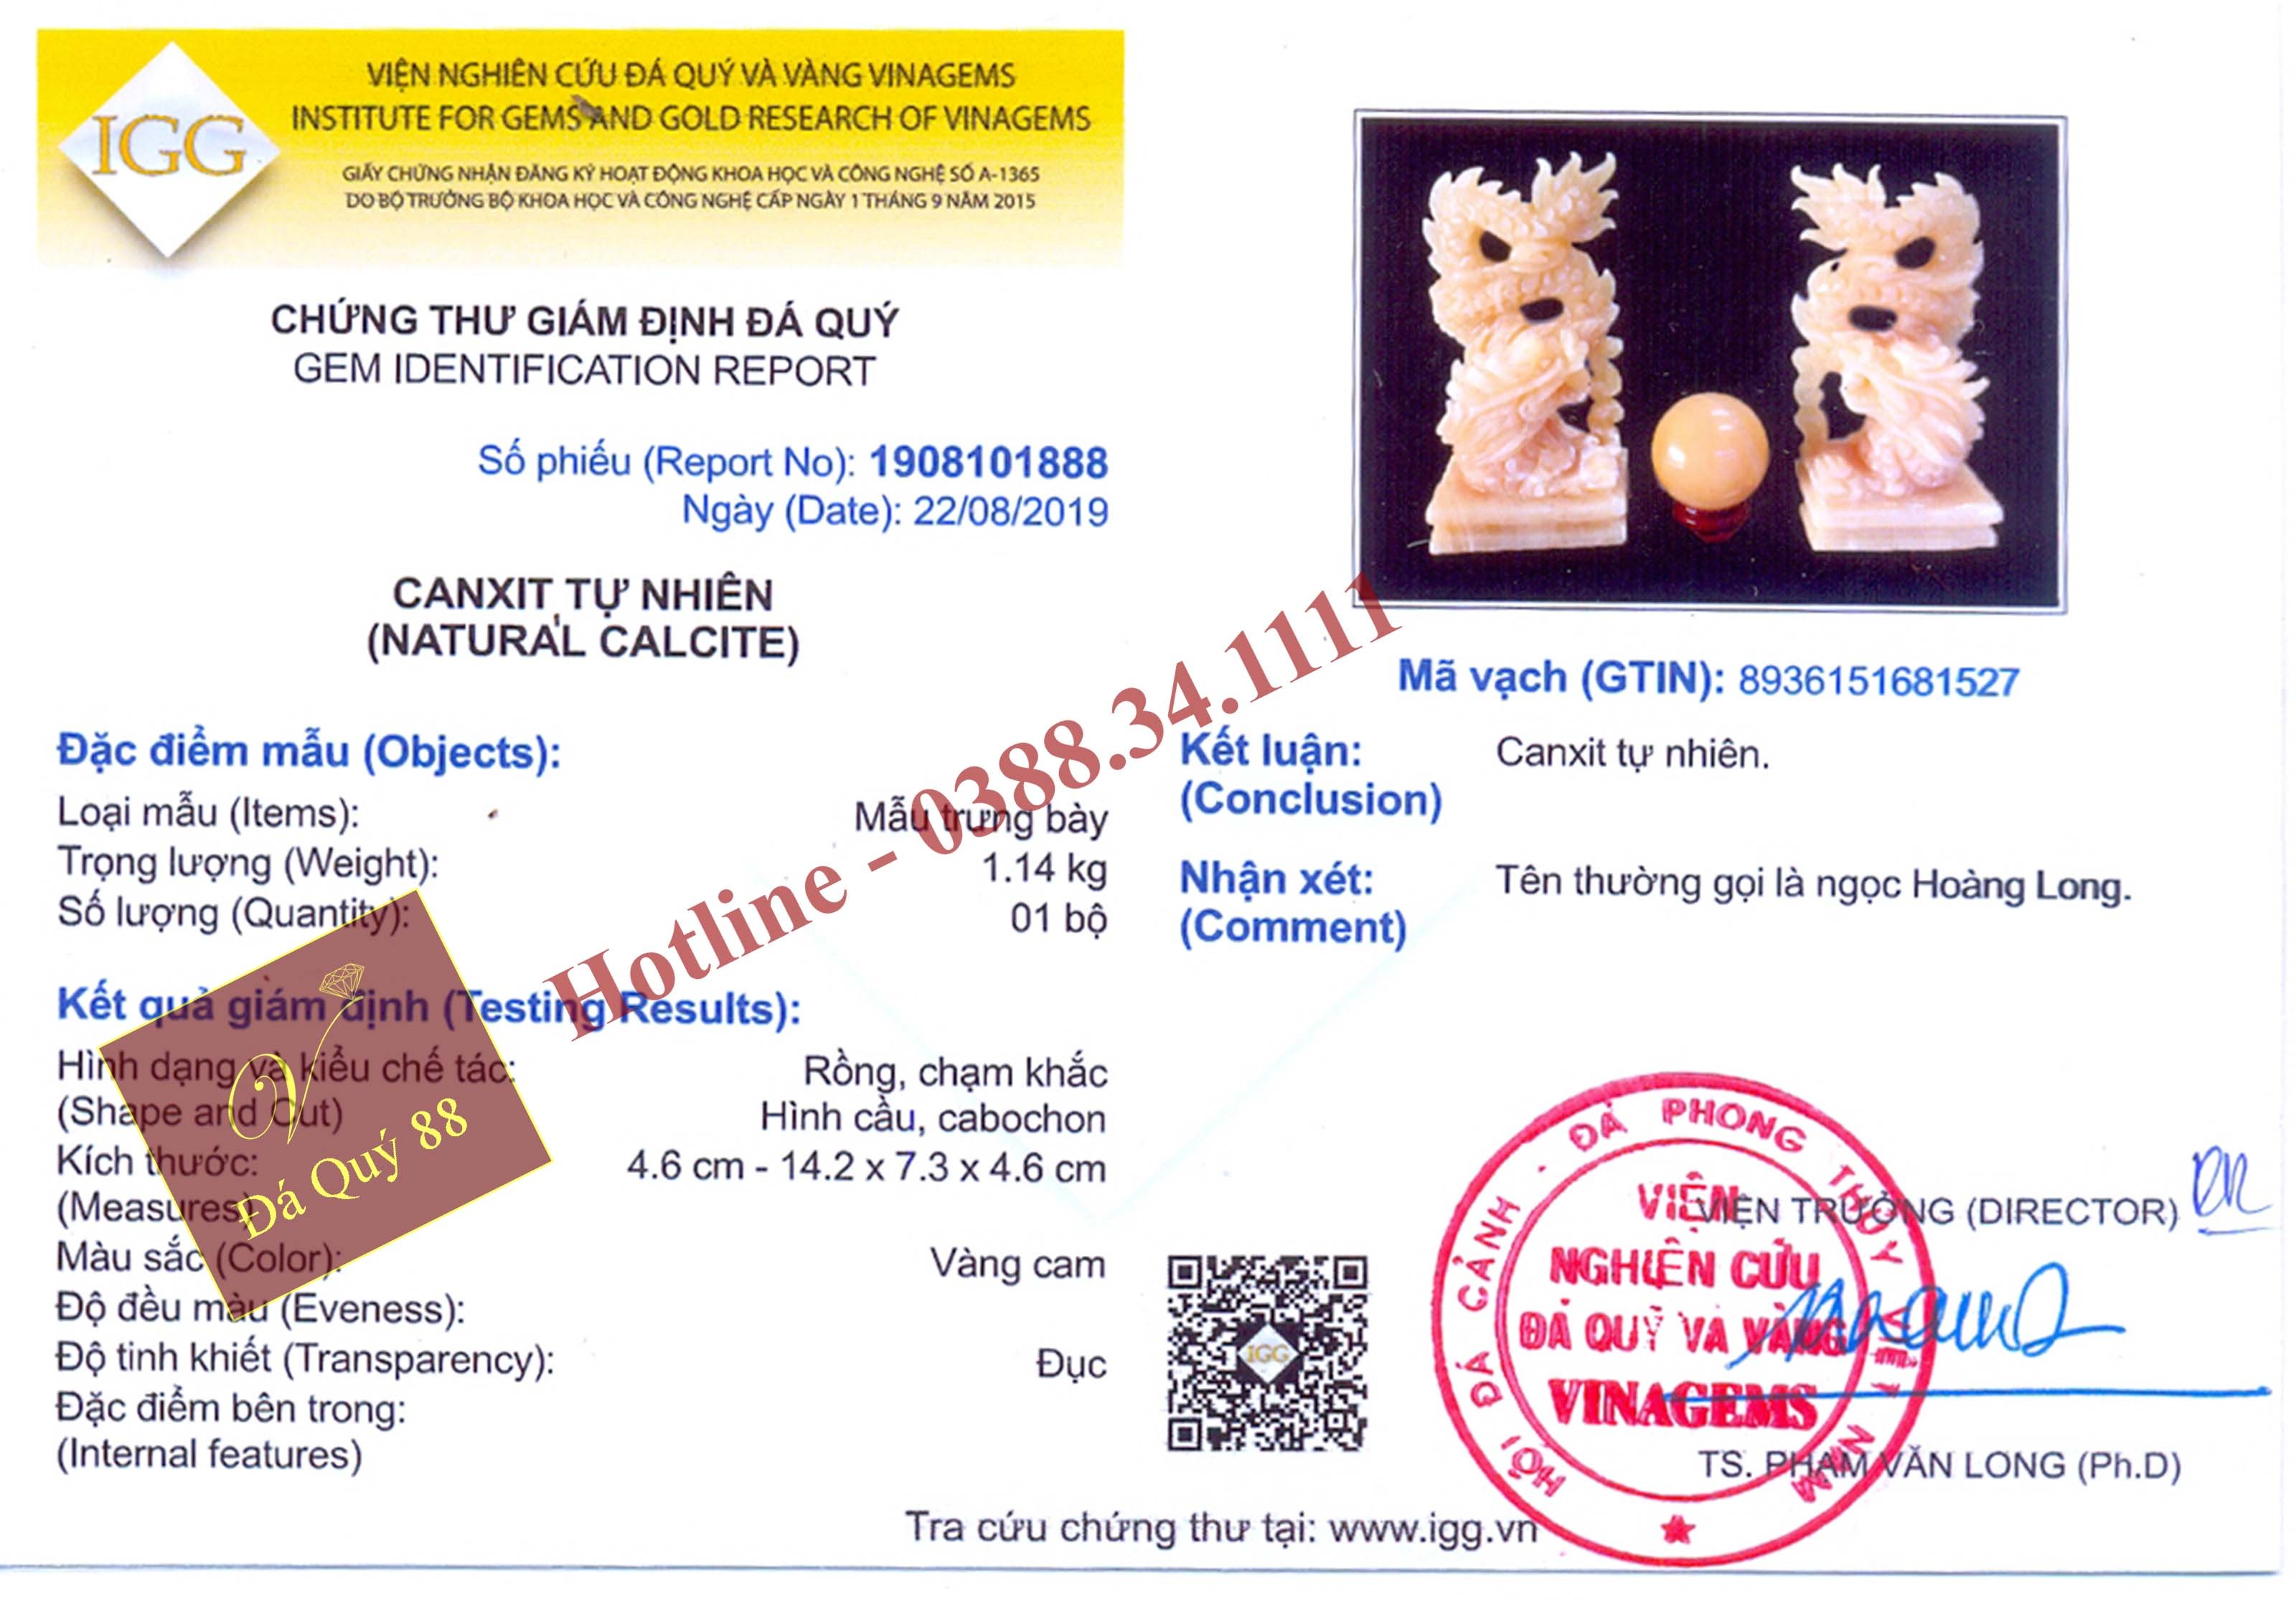 IGG
VIỆN NGHIÊN CỨU ĐÁ QUÝ VÀ VÀNG VINAGEMS
INSTITUTE FOR GEMS AND GOLD RESEARCH OF VINAGEMS
GIẤY CHỨNG NHẬN ĐĂNG KÝ HOẠT ĐỘNG KHOA HỌC VÀ CÔNG NGHỆ SỐ A-1365
DO BỘ TRƯỞNG BỘ KHOA HỌC VÀ CÔNG NGHỆ CẤP NGÀY 1 THÁNG 9 NĂM 2015
CHỨNG THƯ GIÁM ĐỊNH ĐÁ QUÝ
GEM IDENTIFICATION REPORT
Số phiếu (Report No): 1908101888
Ngày (Date): 22/08/2019
CANXIT TỰ NHIÊN
(NATURAL CALCITE)
Đặc điểm mẫu (Objects):
Loại mẫu (Items): Mẫu trưng bày
Trọng lượng (Weight): 1.14 kg
Số lượng (Quantity): 01 bộ
Kết quả giám định (Testing Results):
Hình dạng và kiểu chế tác: Rồng, chạm khắc
(Shape and Cut) Hình cầu, cabochon
Kích thước: 4.6 cm - 14.2 x 7.3 x 4.6 cm
(Measures)
Màu sắc (Color): Vàng cam
Độ đều màu (Eveness):
Độ tinh khiết (Transparency): Đục
Đặc điểm bên trong:
(Internal features)
Đá Quý 88
Hotline - 0388.34.1111
Mã vạch (GTIN): 8936151681527
Kết luận: Canxit tự nhiên.
(Conclusion)
Nhận xét: Tên thường gọi là ngọc Hoàng Long.
(Comment)
IGG
HỘI ĐÁ CẢNH - ĐÁ PHONG THỦY VIỆT NAM
VIỆN
NGHIÊN CỨU
ĐÁ QUÝ VÀ VÀNG
VINAGEMS
VIỆN TRƯỞNG (DIRECTOR)
TS. PHẠM VĂN LONG (Ph.D)
Tra cứu chứng thư tại: www.igg.vn